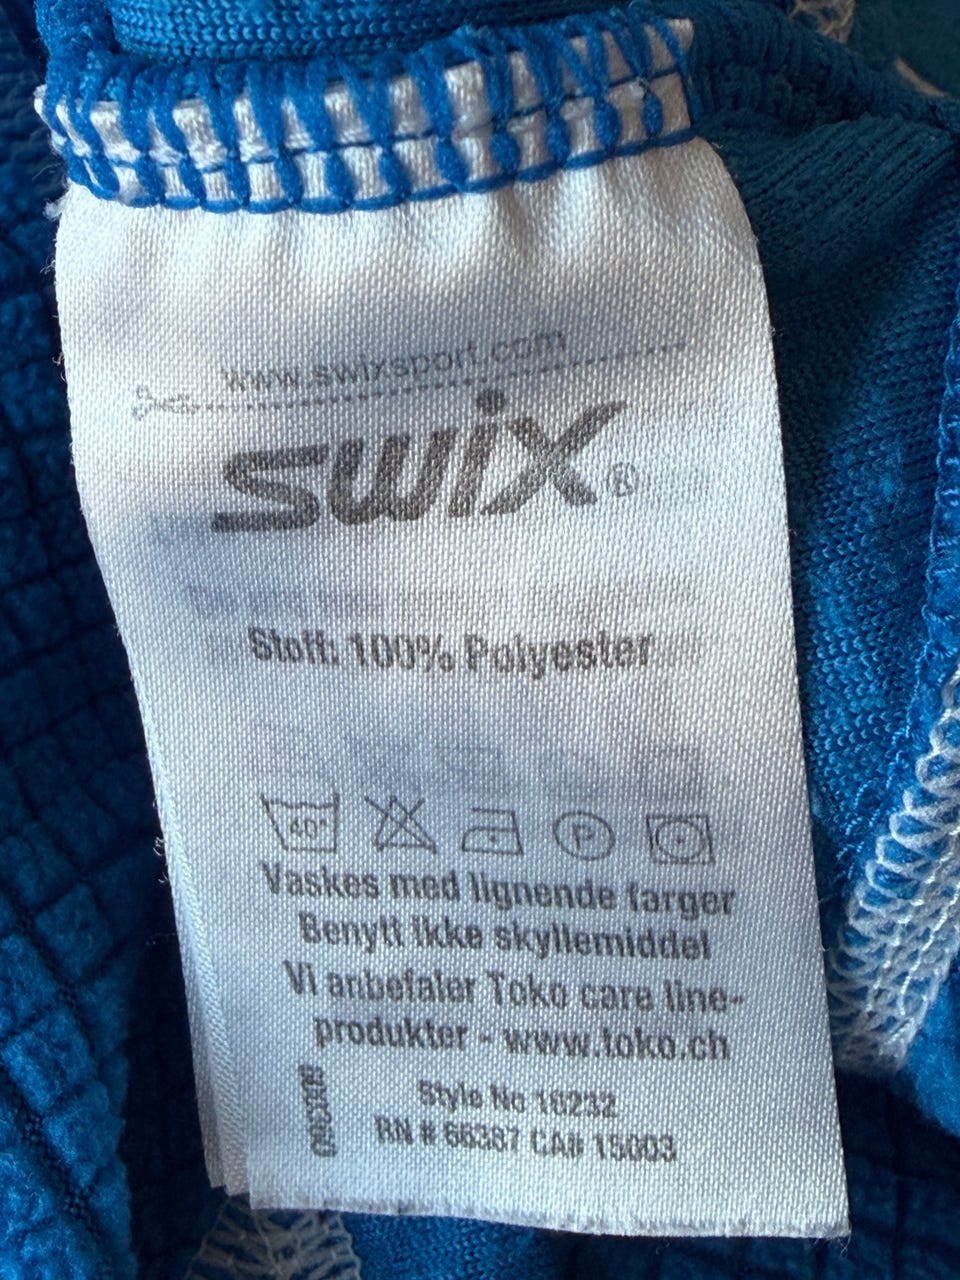 www.swixsport.com
swix®
Stoff: 100% Polyester
40°
P
Vaskes med lignende farger
Benytt ikke skyllemiddel
Vi anbefaler Toko care line-
produkter - www.toko.ch
Style No 16232
RN # 66387 CA# 15003